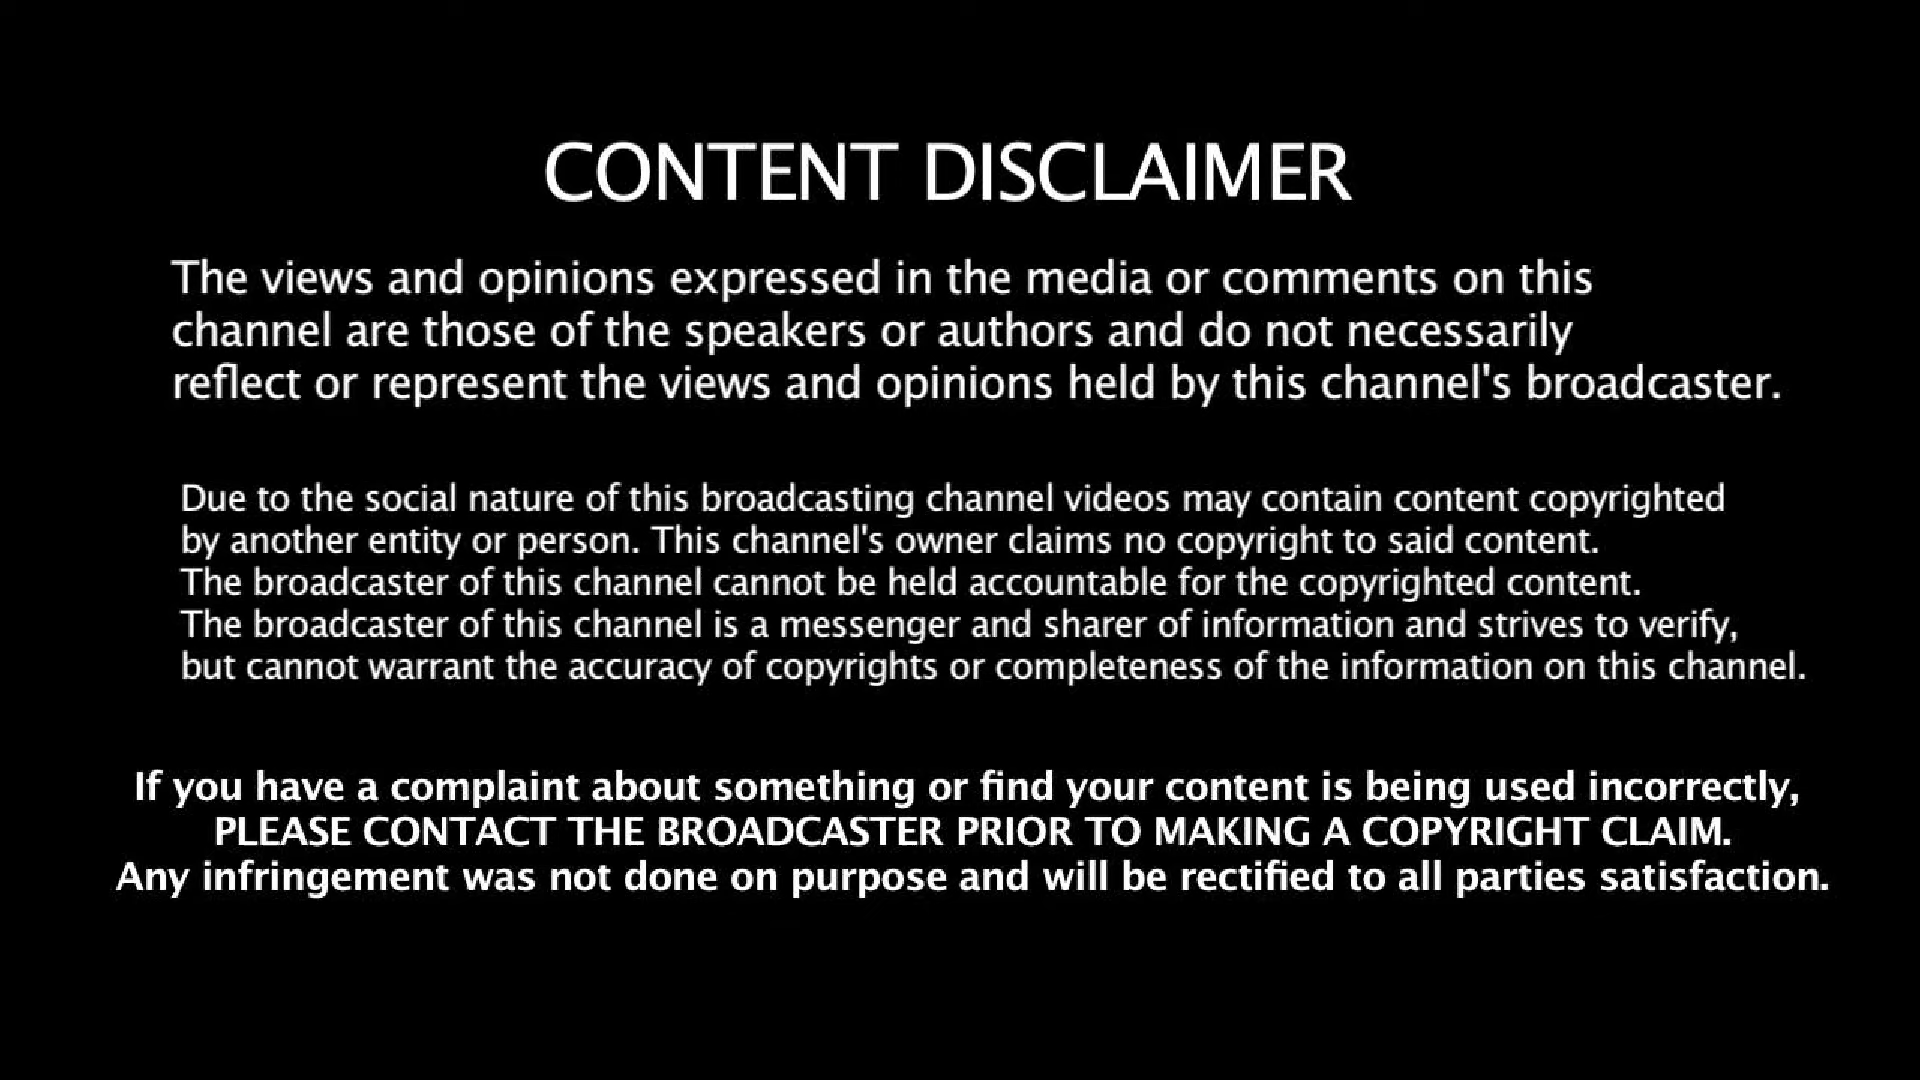 CONTENT DISCLAIMER
The views and opinions expressed in the media or comments on this
channel are those of the speakers or authors and do not necessarily
reflect or represent the views and opinions held by this channel's broadcaster.
Due to the social nature of this broadcasting channel videos may contain content copyrighted
by another entity or person. This channel's owner claims no copyright to said content.
The broadcaster of this channel cannot be held accountable for the copyrighted content.
The broadcaster of this channel is a messenger and sharer of information and strives to verify,
but cannot warrant the accuracy of copyrights or completeness of the information on this channel.
If you have a complaint about something or find your content is being used incorrectly,
PLEASE CONTACT THE BROADCASTER PRIOR TO MAKING A COPYRIGHT CLAIM.
Any infringement was not done on purpose and will be rectified to all parties satisfaction.